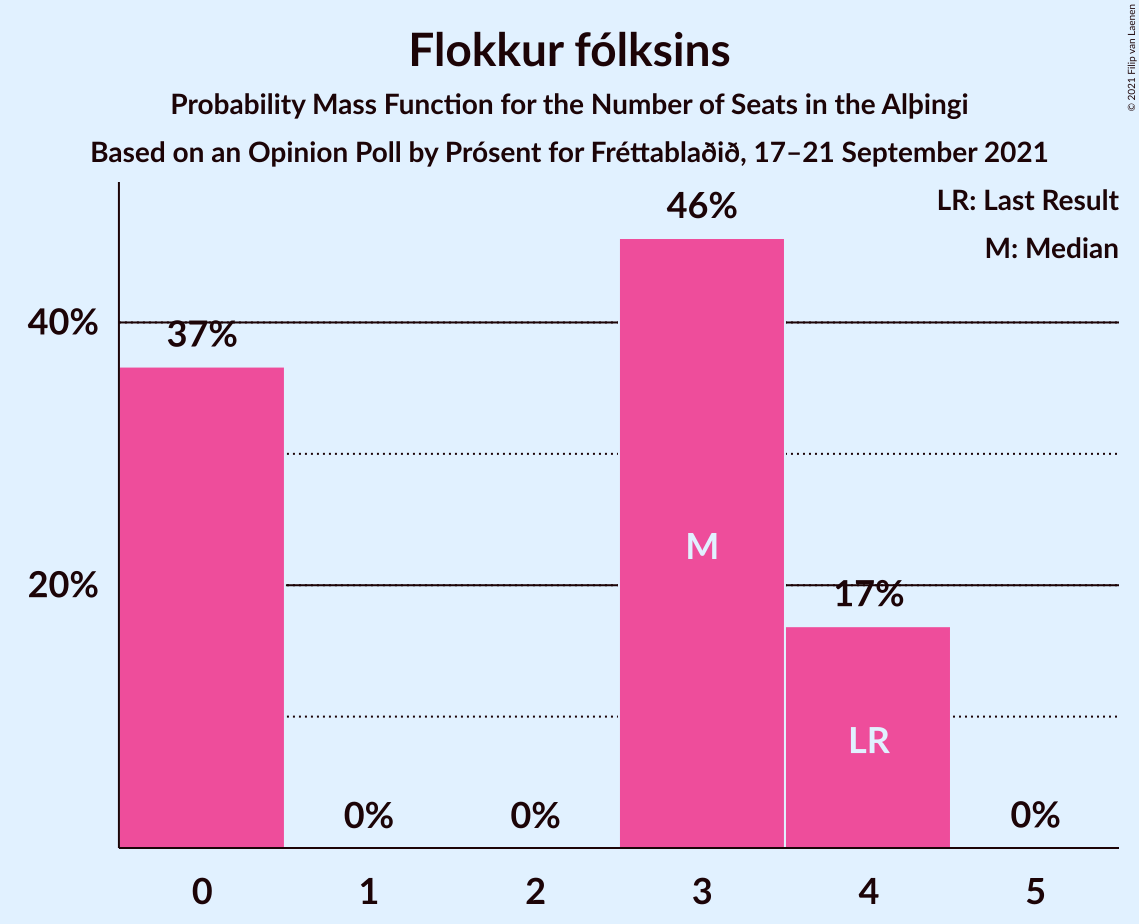 Flokkur fólksins
Probability Mass Function for the Number of Seats in the Alþingi
Based on an Opinion Poll by Prósent for Fréttablaðið, 17–21 September 2021
© 2021 Filip van Laenen
LR: Last Result
M: Median
46%
40%
37%
M
20%
17%
LR
0%
0%
0%
0
1
2
3
4
5